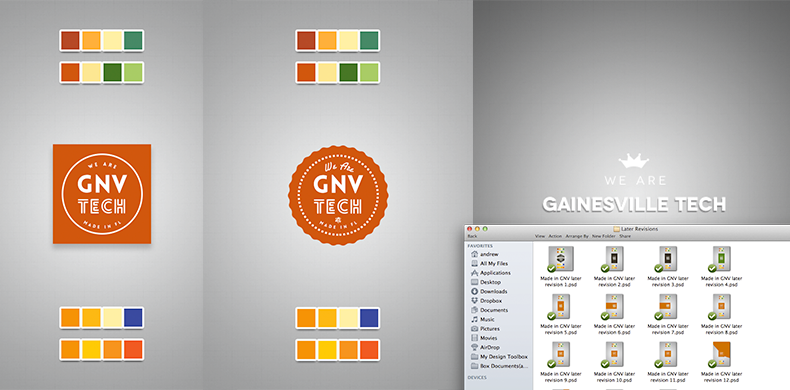 WE ARE
GNV
TECH
MADE IN FL
We Are
GNV
TECH
MADE IN FL
WE ARE
GAINESVILLE TECH
Later Revisions
Back View Action Arrange By New Folder Share
FAVORITES
andrew
All My Files
Applications
Desktop
Downloads
Dropbox
Documents
Music
Pictures
Movies
AirDrop
My Design Toolbox
Box Documents(a...
DEVICES
Made in GNV later
revision 1.psd
Made in GNV later
revision 2.psd
Made in GNV later
revision 3.psd
Made in GNV later
revision 4.psd
Made in GNV later
revision 5.psd
Made in GNV later
revision 6.psd
Made in GNV later
revision 7.psd
Made in GNV later
revision 8.psd
Made in GNV later
revision 9.psd
Made in GNV later
revision 10.psd
Made in GNV later
revision 11.psd
Made in GNV later
revision 12.psd